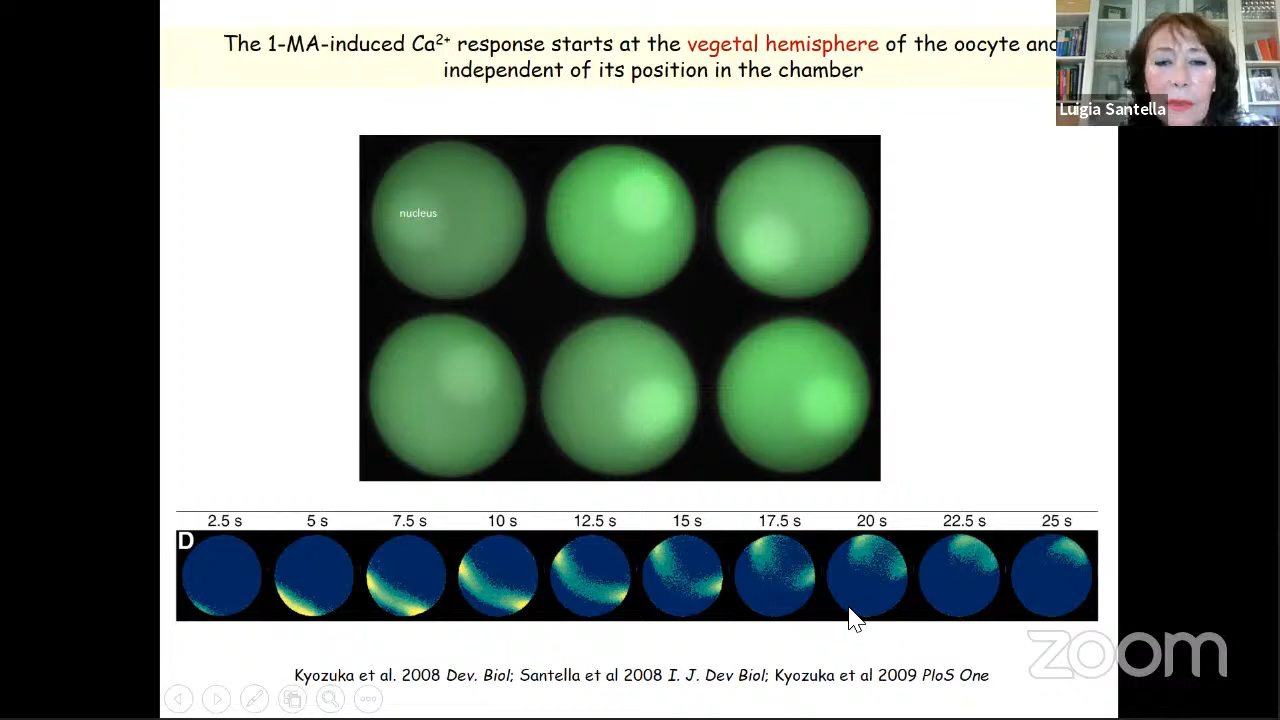 The 1-MA-induced Ca²⁺ response starts at the vegetal hemisphere of the oocyte and
independent of its position in the chamber
Luigia Santella
nucleus
2.5 s 5 s 7.5 s 10 s 12.5 s 15 s 17.5 s 20 s 22.5 s 25 s
D
zoom
Kyozuka et al. 2008 Dev. Biol; Santella et al 2008 I. J. Dev Biol; Kyozuka et al 2009 PloS One